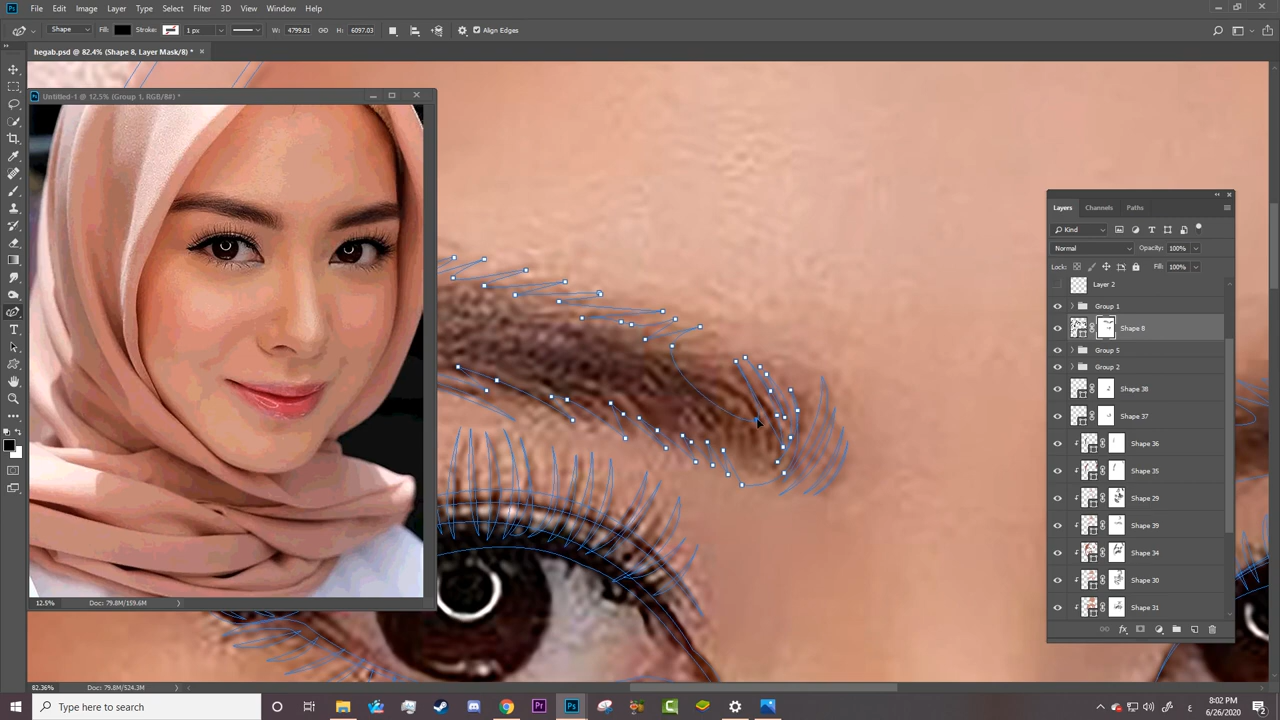 Ps File Edit Image Layer Type Select Filter 3D View Window Help
Shape Fill: Stroke: 1 px W: 4799.81 H: 6097.03 Align Edges
hegab.psd @ 82.4% (Shape 8, Layer Mask/8) * ×
Untitled-1 @ 12.5% (Group 1, RGB/8#) *
12.5% Doc: 79.8M/159.6M
Layers Channels Paths
Kind
Normal Opacity: 100%
Lock: Fill: 100%
Layer 2
Group 1
Shape 8
Group 5
Group 2
Shape 38
Shape 37
Shape 36
Shape 35
Shape 29
Shape 39
Shape 34
Shape 30
Shape 31
fx
82.36% Doc: 79.8M/524.3M
Type here to search
Pr
Ps
8:02 PM
6/26/2020
ع
2